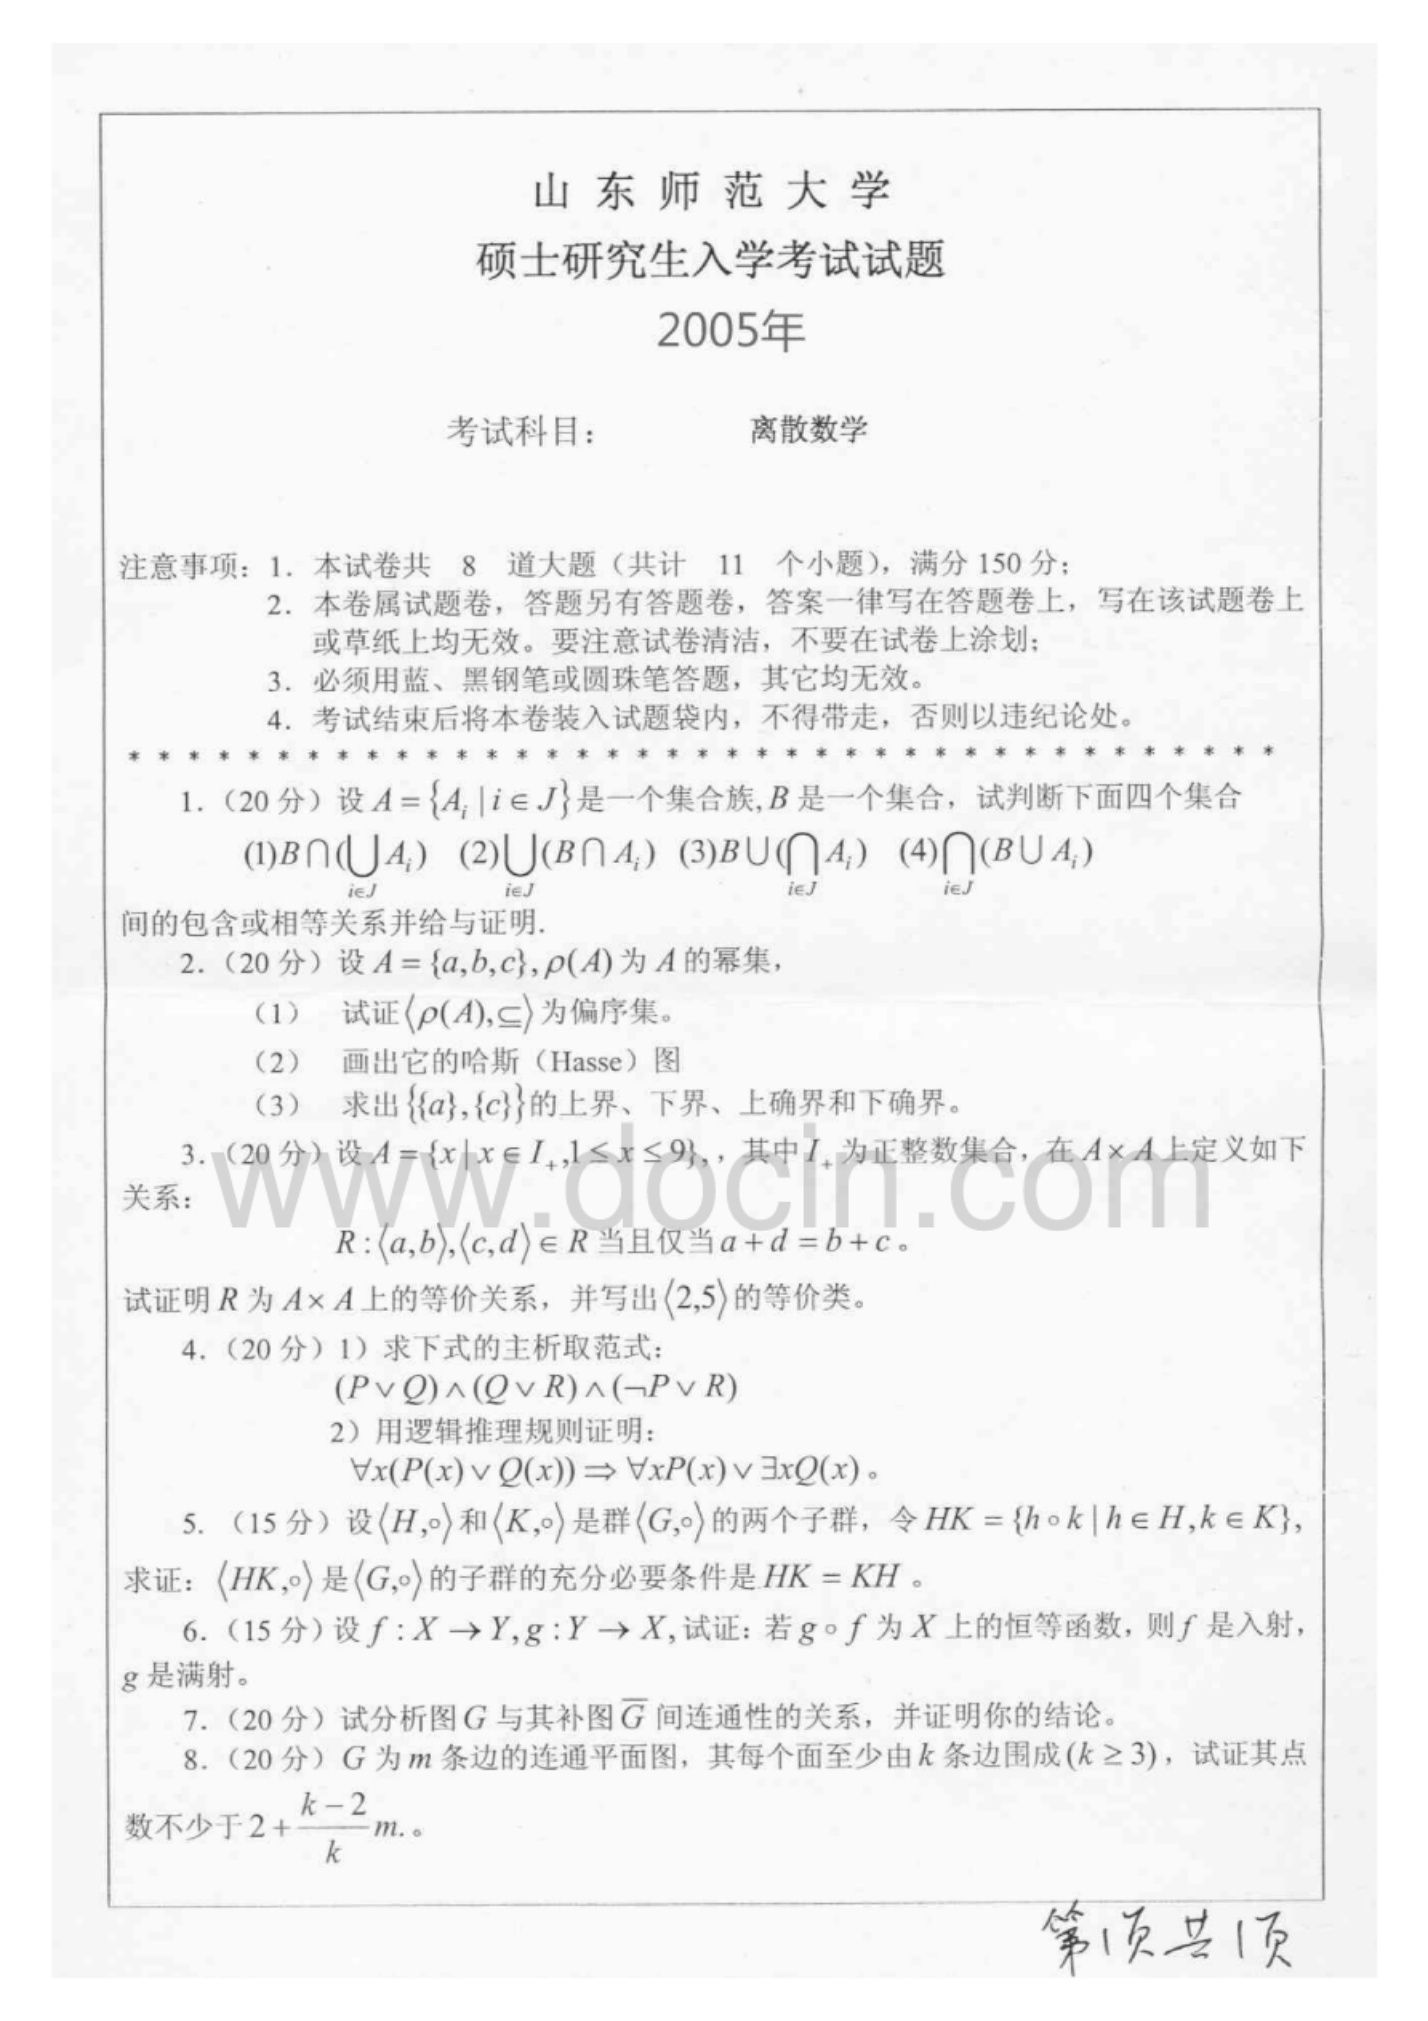 山东师范大学
硕士研究生入学考试试题
2005年
考试科目： 离散数学
注意事项：1. 本试卷共 8 道大题（共计 11 个小题），满分 150 分；
2. 本卷属试题卷，答题另有答题卷，答案一律写在答题卷上，写在该试题卷上
或草纸上均无效。要注意试卷清洁，不要在试卷上涂划；
3. 必须用蓝、黑钢笔或圆珠笔答题，其它均无效。
4. 考试结束后将本卷装入试题袋内，不得带走，否则以违纪论处。
* * * * * * * * * * * * * * * * * * * * * * * * * * * * * * * * * * * * * * *
1.（20 分）设 A = {A_i | i ∈ J} 是一个集合族, B 是一个集合，试判断下面四个集合
(1)B∩(⋃_{i∈J} A_i) (2)⋃_{i∈J}(B∩A_i) (3)B∪(⋂_{i∈J} A_i) (4)⋂_{i∈J}(B∪A_i)
间的包含或相等关系并给与证明.
2.（20 分）设 A = {a,b,c}, ρ(A) 为 A 的幂集，
（1） 试证⟨ρ(A),⊆⟩为偏序集。
（2） 画出它的哈斯（Hasse）图
（3） 求出{{a},{c}}的上界、下界、上确界和下确界。
3.（20 分）设 A = {x | x ∈ I₊,1 ≤ x ≤ 9},，其中 I₊ 为正整数集合，在 A× A 上定义如下
关系：
R :⟨a,b⟩,⟨c,d⟩ ∈ R 当且仅当 a + d = b + c 。
试证明 R 为 A× A 上的等价关系，并写出⟨2,5⟩的等价类。
4.（20 分）1）求下式的主析取范式：
(P ∨ Q) ∧ (Q ∨ R) ∧ (¬P ∨ R)
2）用逻辑推理规则证明：
∀x(P(x) ∨ Q(x)) ⇒ ∀xP(x) ∨ ∃xQ(x) 。
5. （15 分）设⟨H,∘⟩和⟨K,∘⟩是群⟨G,∘⟩的两个子群，令 HK = {h ∘ k | h ∈ H, k ∈ K},
求证：⟨HK,∘⟩是⟨G,∘⟩的子群的充分必要条件是 HK = KH 。
6.（15 分）设 f : X → Y, g : Y → X, 试证：若 g ∘ f 为 X 上的恒等函数，则 f 是入射，
g 是满射。
7.（20 分）试分析图 G 与其补图 G̅ 间连通性的关系，并证明你的结论。
8.（20 分）G 为 m 条边的连通平面图，其每个面至少由 k 条边围成 (k ≥ 3)，试证其点
数不少于 2 + \frac{k-2}{k} m. 。
第1页共1页
www.docin.com